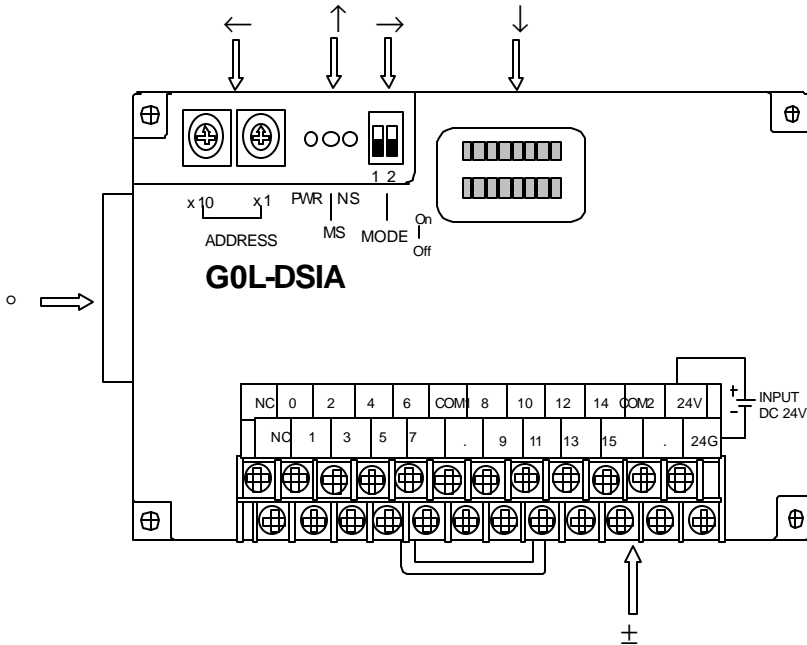 ← ↑ → ↓
1 2
x10 x1
PWR NS
MS
ADDRESS
MODE
On
Off
G0L-DSIA
°
NC 0 2 4 6 COM1 8 10 12 14 COM2 24V
NC 1 3 5 7 . 9 11 13 15 . 24G
+
-
INPUT
DC 24V
±